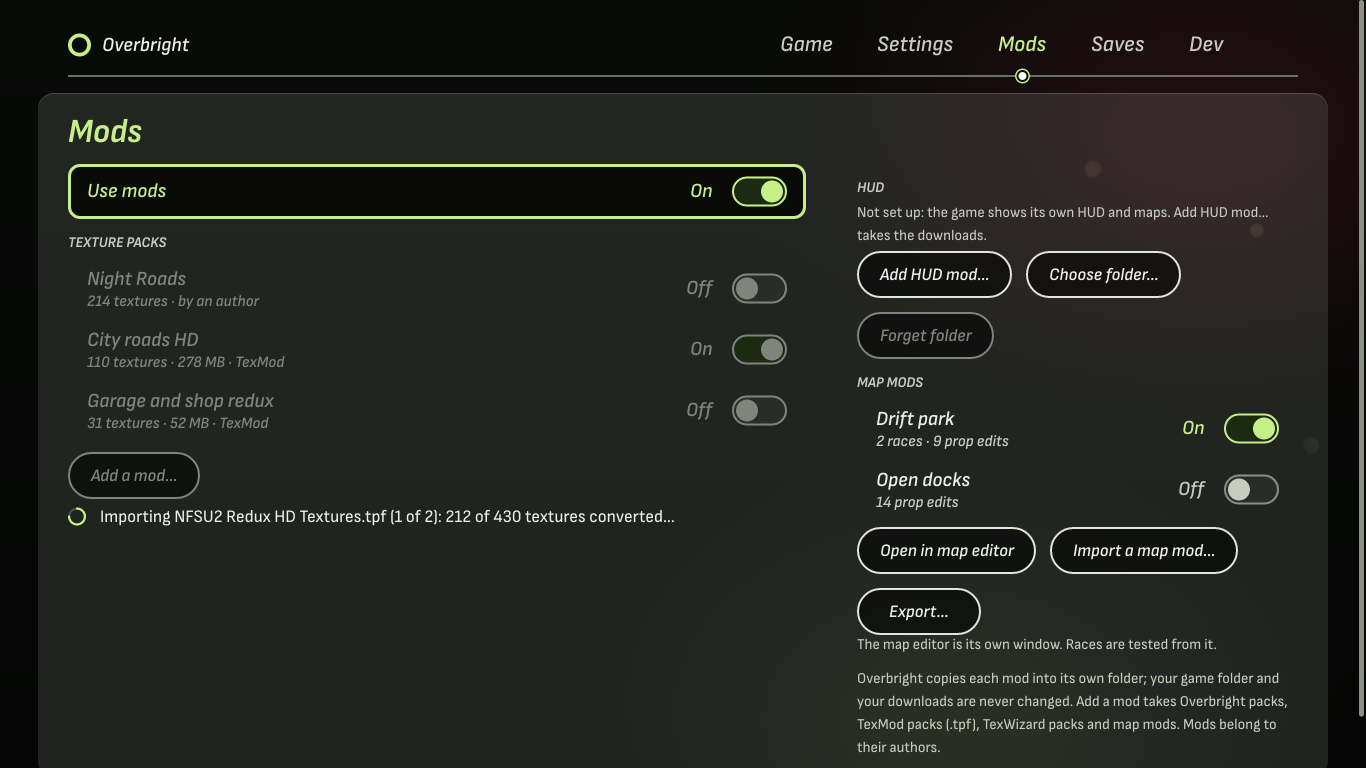 Overbright
Game
Settings
Mods
Saves
Dev
Mods
Use mods
On
TEXTURE PACKS
Night Roads
214 textures · by an author
Off
City roads HD
110 textures · 278 MB · TexMod
On
Garage and shop redux
31 textures · 52 MB · TexMod
Off
Add a mod...
Importing NFSU2 Redux HD Textures.tpf (1 of 2): 212 of 430 textures converted...
HUD
Not set up: the game shows its own HUD and maps. Add HUD mod...
takes the downloads.
Add HUD mod...
Choose folder...
Forget folder
MAP MODS
Drift park
2 races · 9 prop edits
On
Open docks
14 prop edits
Off
Open in map editor
Import a map mod...
Export...
The map editor is its own window. Races are tested from it.
Overbright copies each mod into its own folder; your game folder and
your downloads are never changed. Add a mod takes Overbright packs,
TexMod packs (.tpf), TexWizard packs and map mods. Mods belong to
their authors.